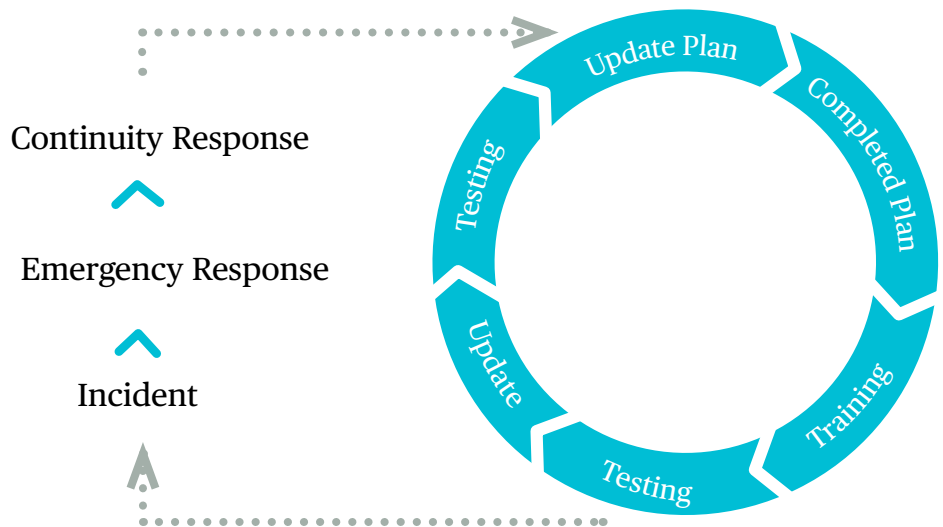 Continuity Response
Emergency Response
Incident
Update Plan
Completed Plan
Training
Testing
Update
Testing